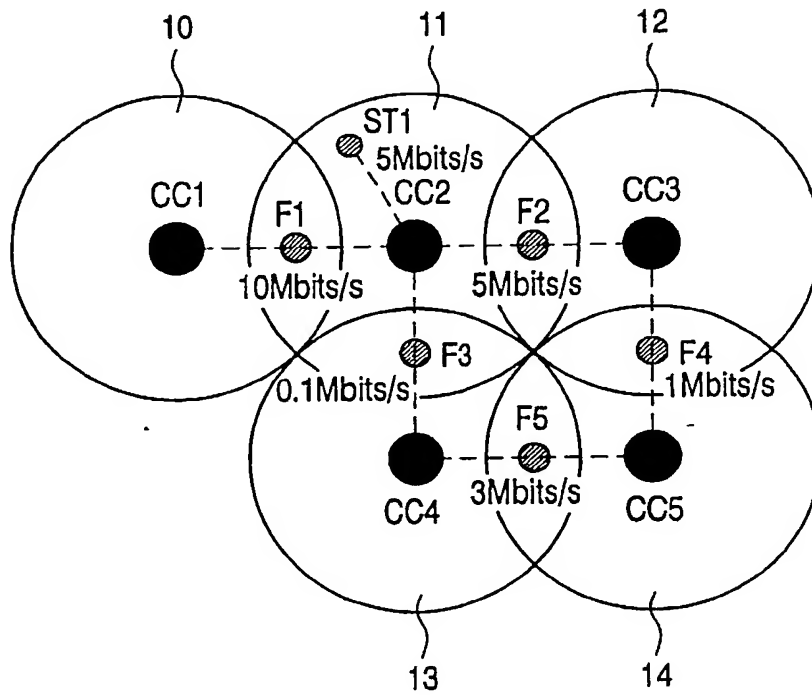 10
11
12
ST1
5Mbits/s
CC1
CC2
CC3
F1
F2
10Mbits/s
5Mbits/s
F3
F4
0.1Mbits/s
1Mbits/s
F5
3Mbits/s
CC4
CC5
13
14